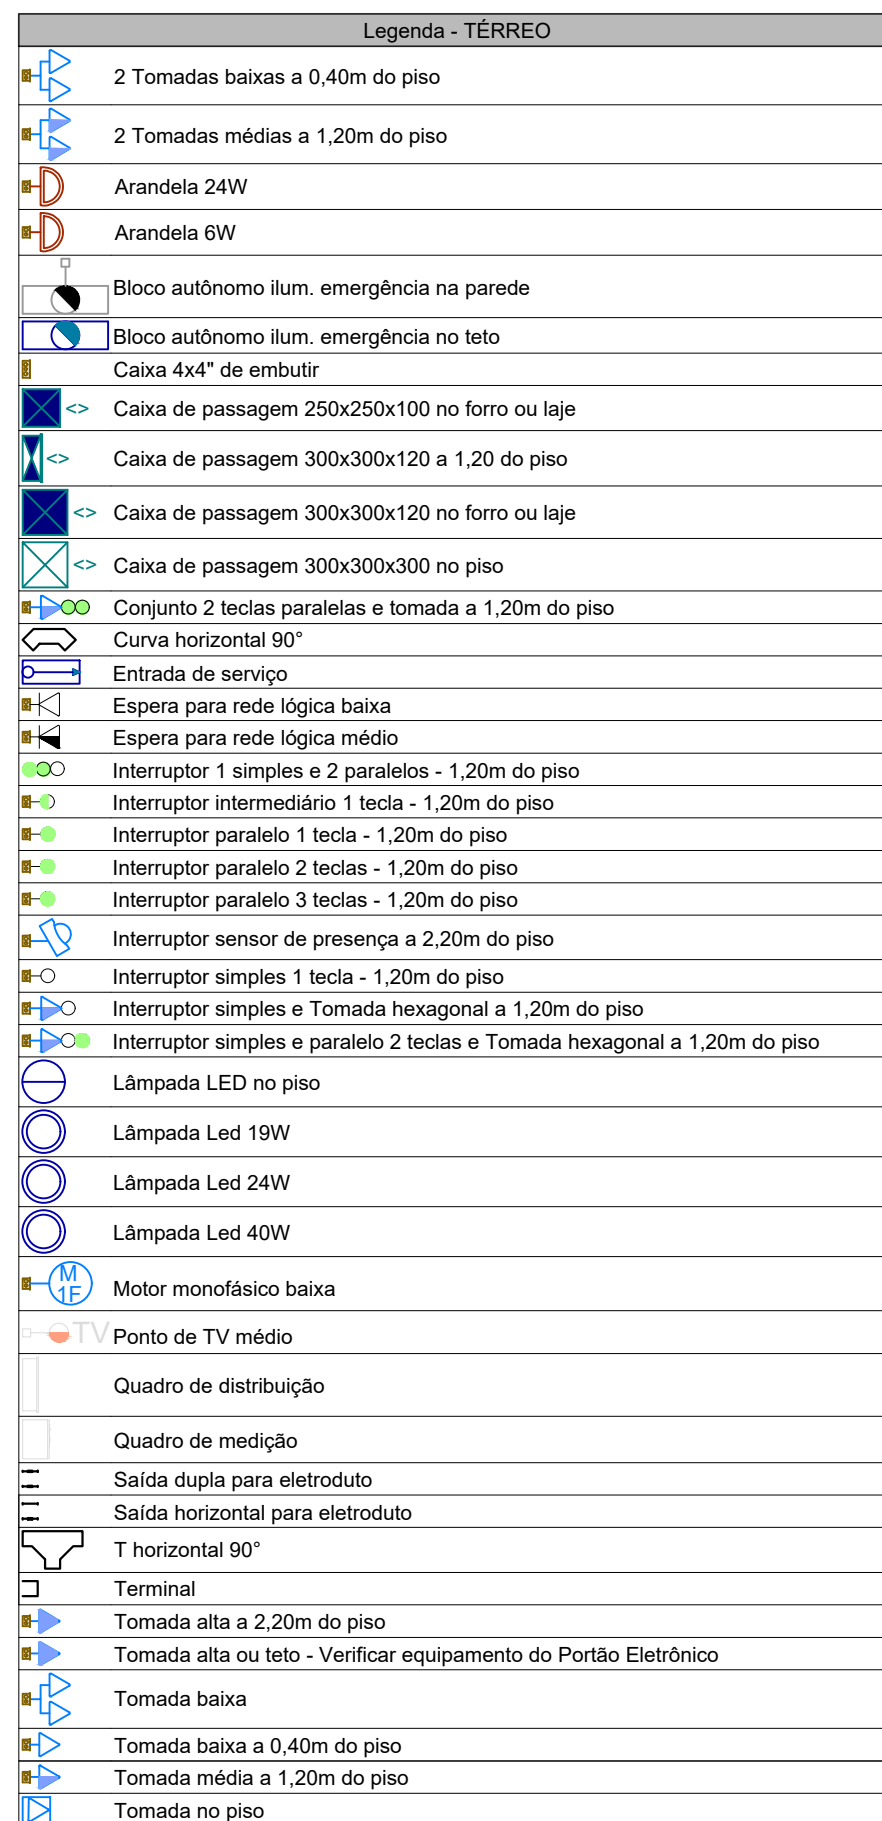 Legenda - TÉRREO
2 Tomadas baixas a 0,40m do piso
2 Tomadas médias a 1,20m do piso
Arandela 24W
Arandela 6W
Bloco autônomo ilum. emergência na parede
Bloco autônomo ilum. emergência no teto
Caixa 4x4" de embutir
<> Caixa de passagem 250x250x100 no forro ou laje
<> Caixa de passagem 300x300x120 a 1,20 do piso
<> Caixa de passagem 300x300x120 no forro ou laje
<> Caixa de passagem 300x300x300 no piso
Conjunto 2 teclas paralelas e tomada a 1,20m do piso
Curva horizontal 90°
Entrada de serviço
Espera para rede lógica baixa
Espera para rede lógica médio
Interruptor 1 simples e 2 paralelos - 1,20m do piso
Interruptor intermediário 1 tecla - 1,20m do piso
Interruptor paralelo 1 tecla - 1,20m do piso
Interruptor paralelo 2 teclas - 1,20m do piso
Interruptor paralelo 3 teclas - 1,20m do piso
Interruptor sensor de presença a 2,20m do piso
Interruptor simples 1 tecla - 1,20m do piso
Interruptor simples e Tomada hexagonal a 1,20m do piso
Interruptor simples e paralelo 2 teclas e Tomada hexagonal a 1,20m do piso
Lâmpada LED no piso
Lâmpada Led 19W
Lâmpada Led 24W
Lâmpada Led 40W
M
1F
Motor monofásico baixa
TV Ponto de TV médio
Quadro de distribuição
Quadro de medição
Saída dupla para eletroduto
Saída horizontal para eletroduto
T horizontal 90°
Terminal
Tomada alta a 2,20m do piso
Tomada alta ou teto - Verificar equipamento do Portão Eletrônico
Tomada baixa
Tomada baixa a 0,40m do piso
Tomada média a 1,20m do piso
Tomada no piso